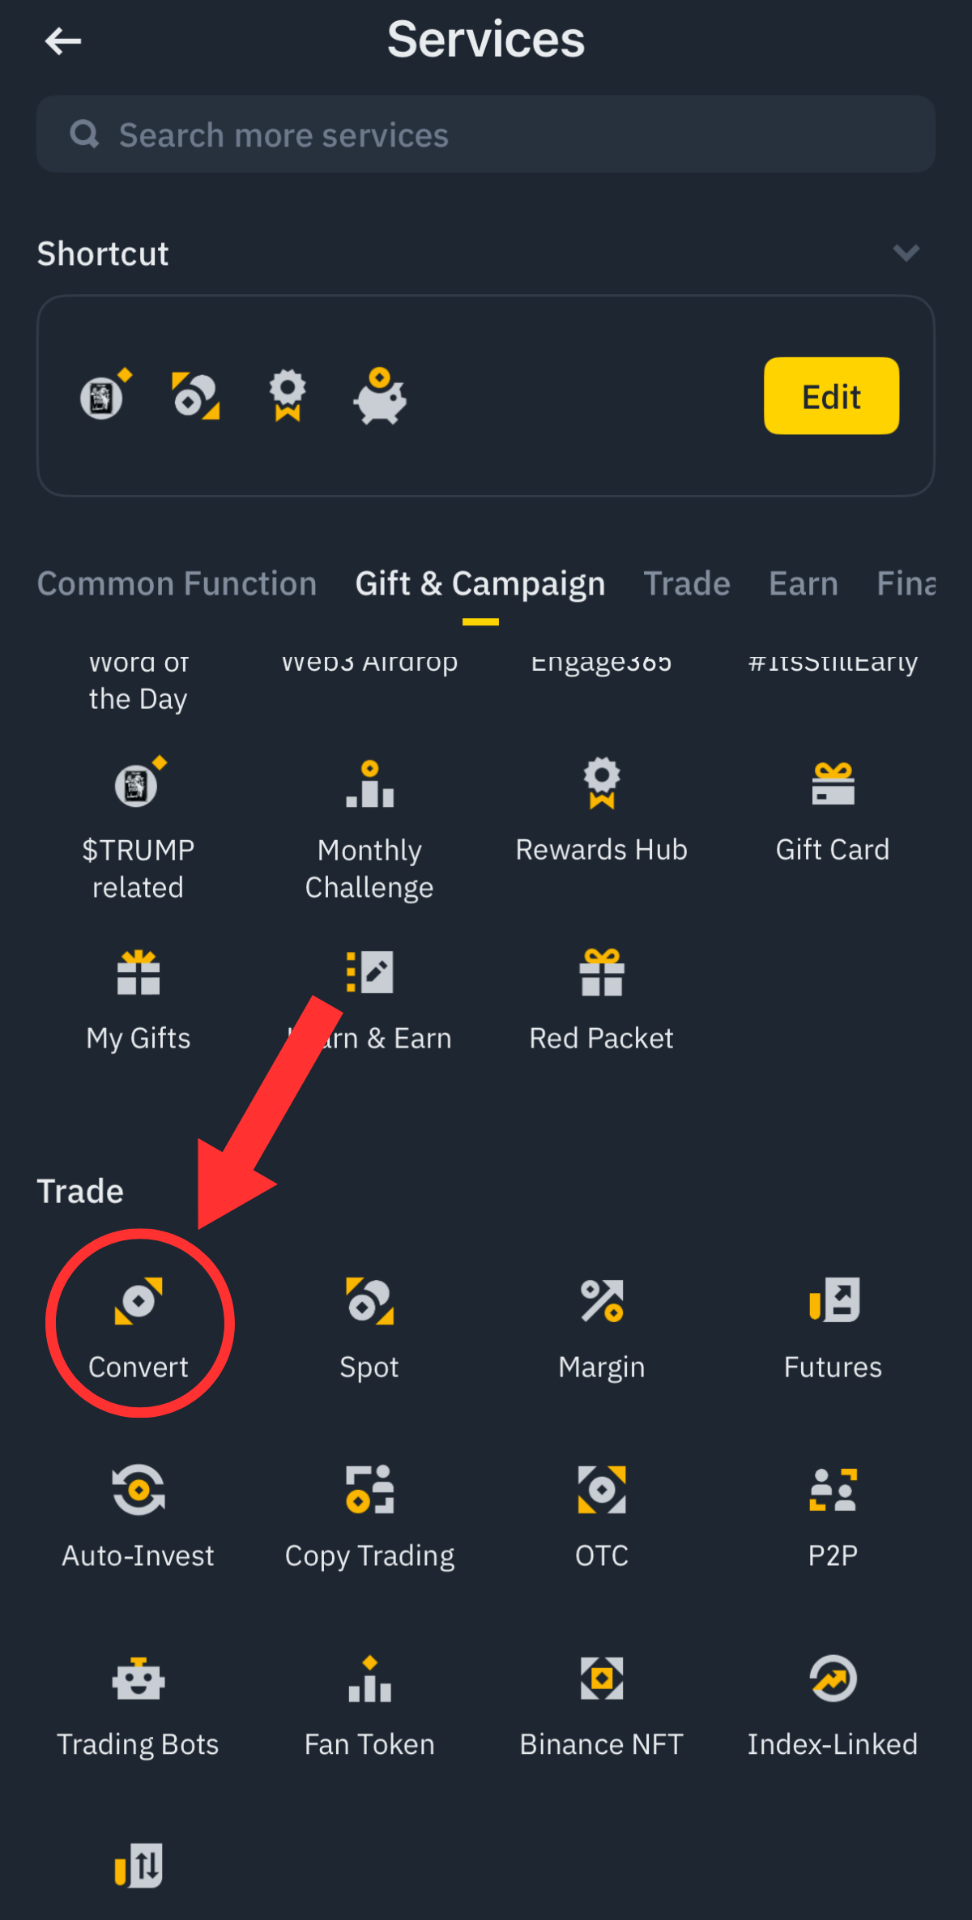 Services
Search more services
Shortcut
Edit
Common Function Gift & Campaign Trade Earn Fina
Word of the Day
Web3 Airdrop
Engage365
#ItsStillEarly
$TRUMP related
Monthly Challenge
Rewards Hub
Gift Card
My Gifts
arn & Earn
Red Packet
Trade
Convert
Spot
Margin
Futures
Auto-Invest
Copy Trading
OTC
P2P
Trading Bots
Fan Token
Binance NFT
Index-Linked